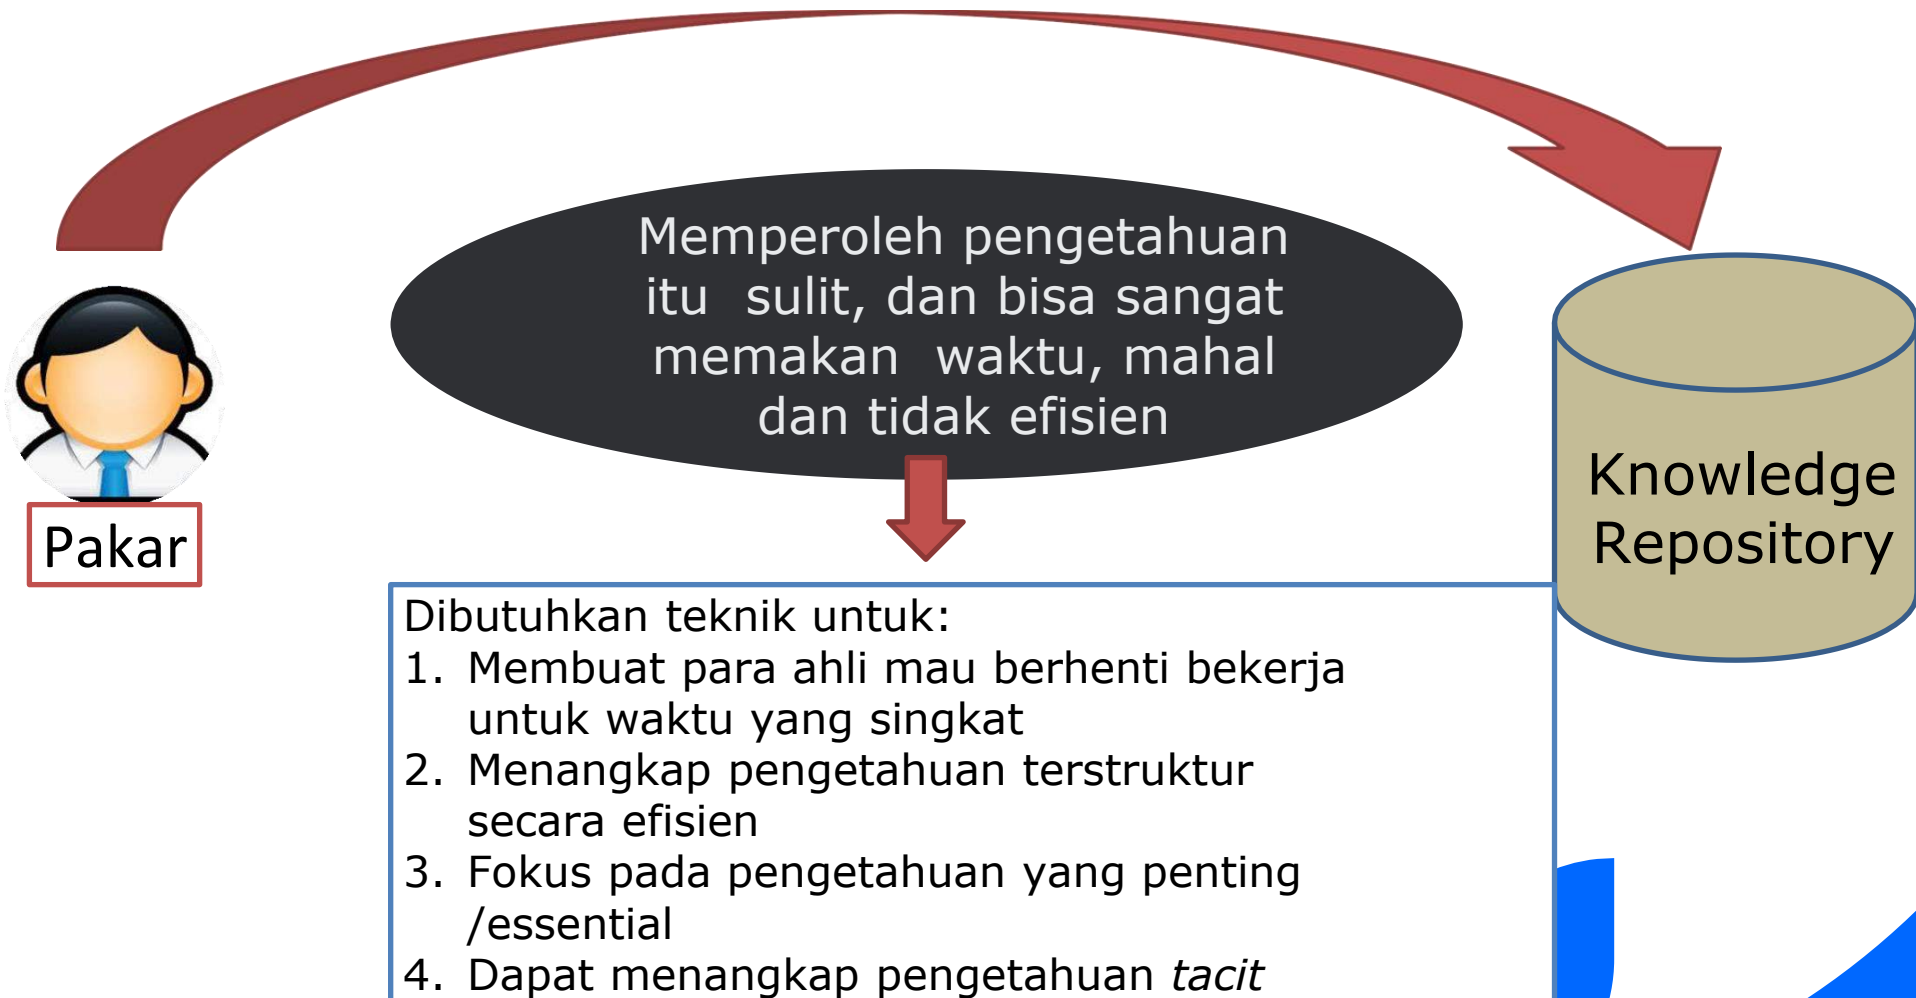 Memperoleh pengetahuan
itu sulit, dan bisa sangat
memakan waktu, mahal
dan tidak efisien
Pakar
Knowledge
Repository
Dibutuhkan teknik untuk:
1. Membuat para ahli mau berhenti bekerja
untuk waktu yang singkat
2. Menangkap pengetahuan terstruktur
secara efisien
3. Fokus pada pengetahuan yang penting
/essential
4. Dapat menangkap pengetahuan tacit